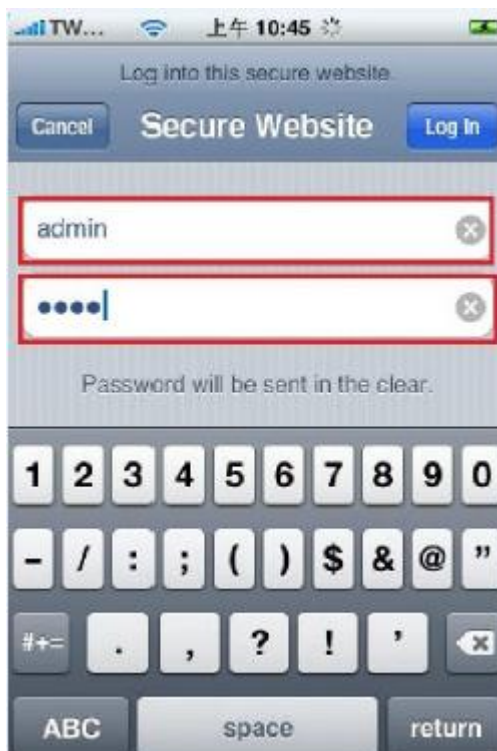 TW... 上午 10:45
Log into this secure website
Cancel Secure Website Log In
admin
••••
Password will be sent in the clear.
1 2 3 4 5 6 7 8 9 0
- / : ; ( ) $ & @ "
#+= . , ? ! '
ABC space return